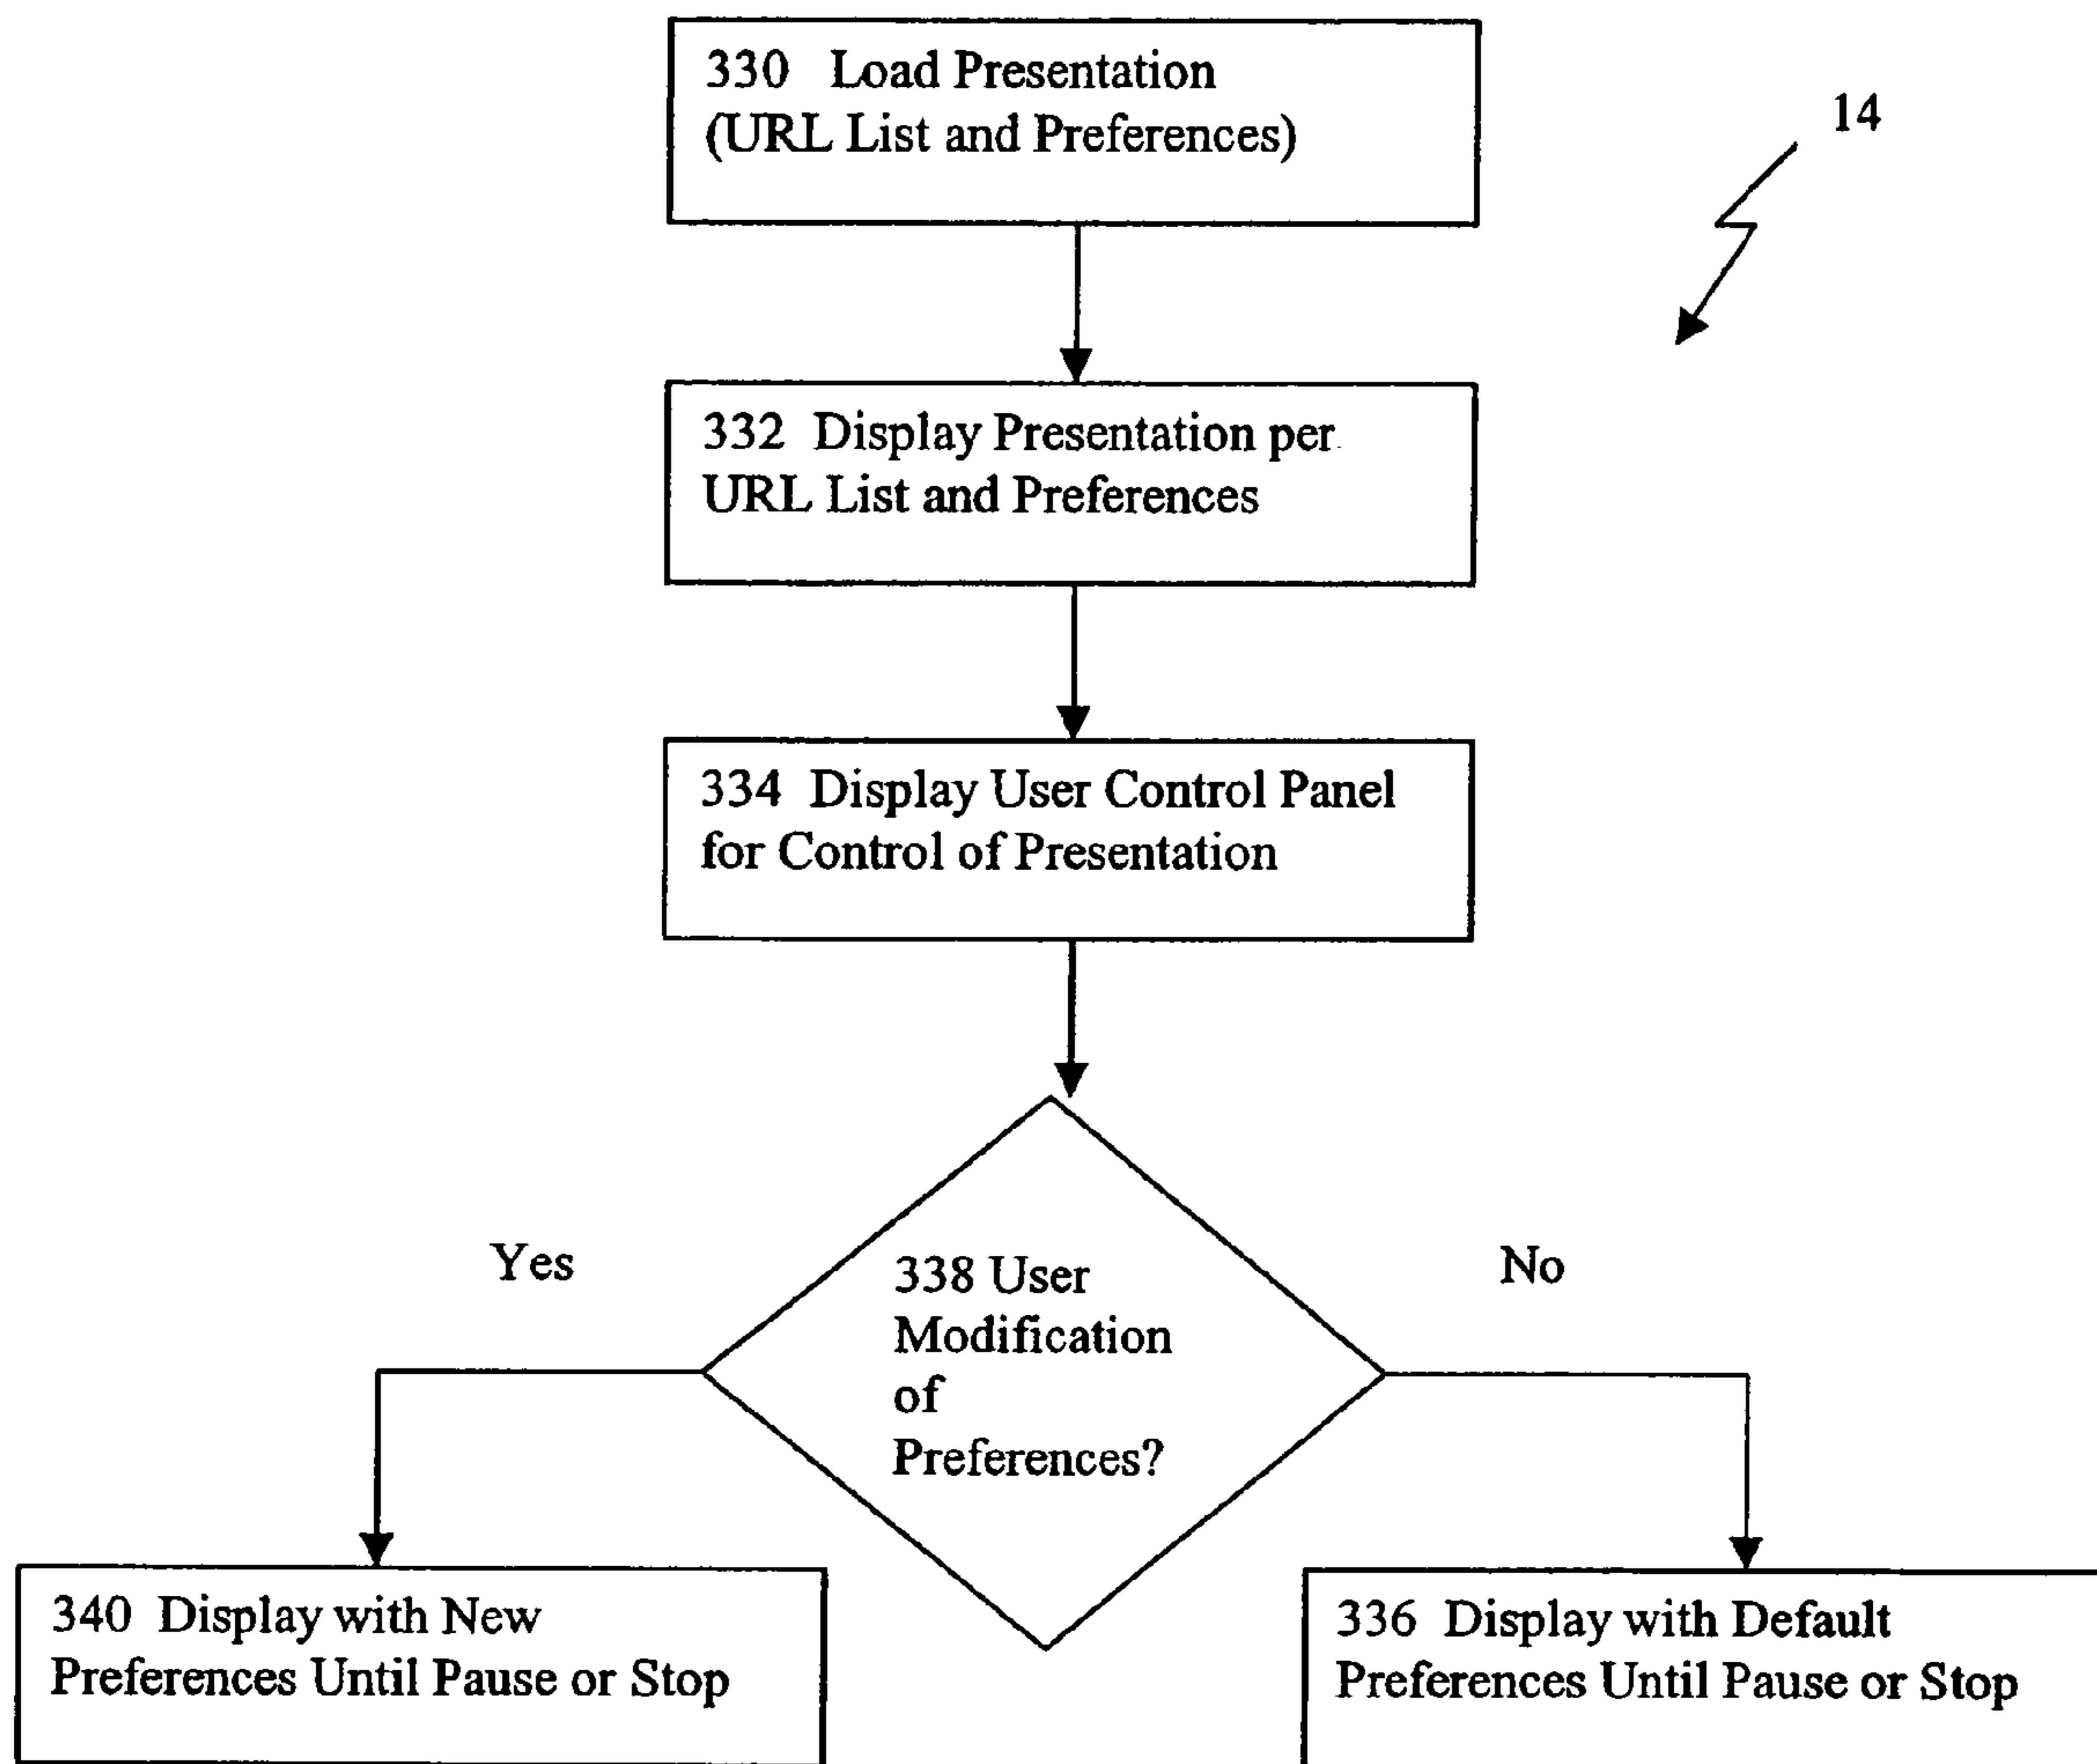 330 Load Presentation
(URL List and Preferences)
14
332 Display Presentation per
URL List and Preferences
334 Display User Control Panel
for Control of Presentation
Yes
338 User
Modification
of
Preferences?
No
340 Display with New
Preferences Until Pause or Stop
336 Display with Default
Preferences Until Pause or Stop